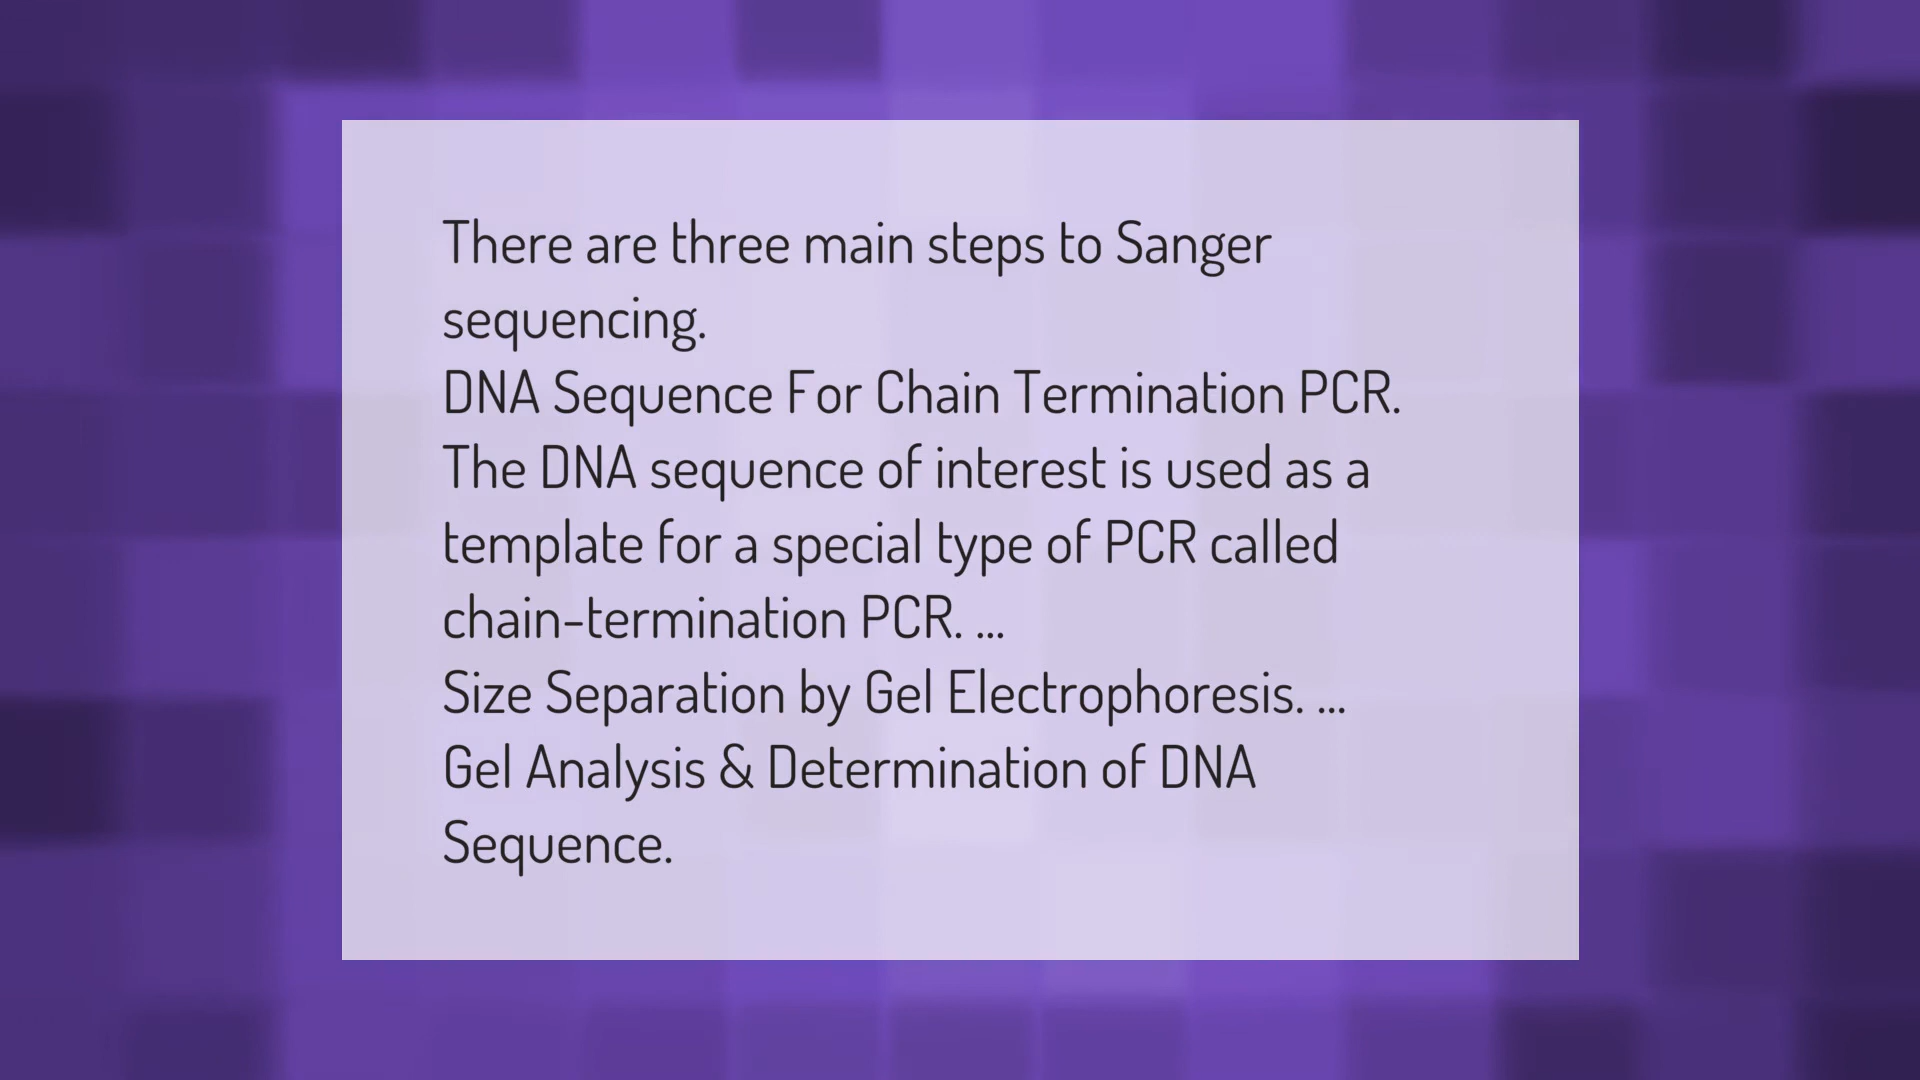 There are three main steps to Sanger
sequencing.
DNA Sequence For Chain Termination PCR.
The DNA sequence of interest is used as a
template for a special type of PCR called
chain-termination PCR. ...
Size Separation by Gel Electrophoresis. ...
Gel Analysis & Determination of DNA
Sequence.